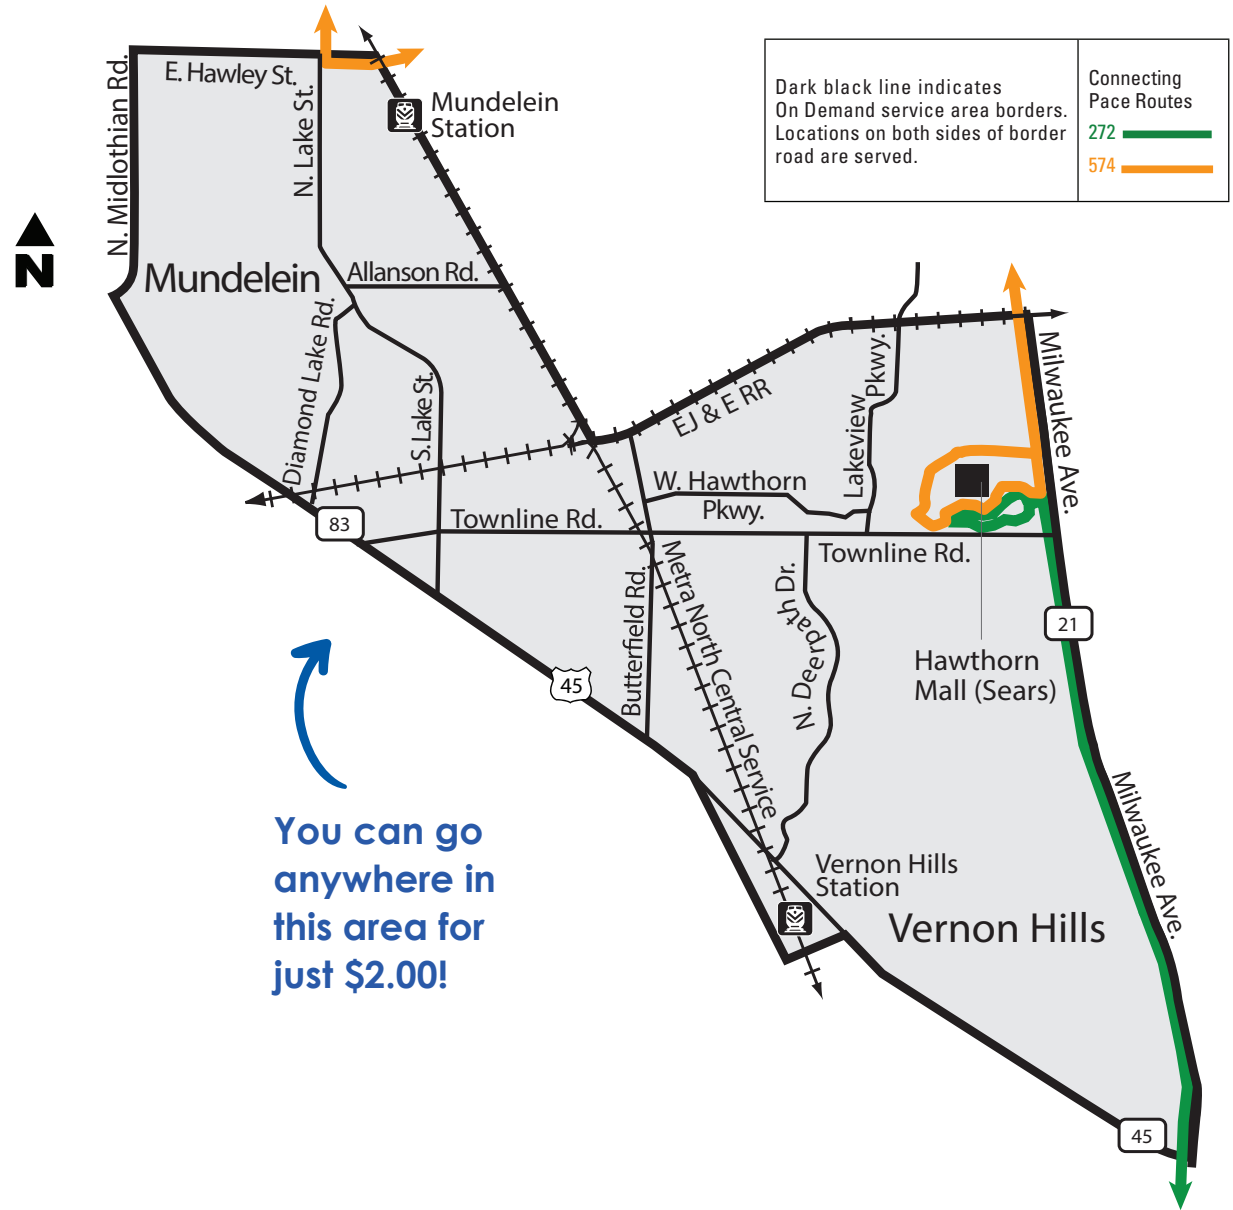 E. Hawley St.
N. Midlothian Rd.
N. Lake St.
Mundelein
Station
Dark black line indicates
On Demand service area borders.
Locations on both sides of border
road are served.
Connecting
Pace Routes
272
574
N
Mundelein
Allanson Rd.
Diamond Lake Rd.
S. Lake St.
EJ & E RR
Lakeview
Pkwy.
Milwaukee Ave.
W. Hawthorn
Pkwy.
83
Townline Rd.
Townline Rd.
Metra North Central Service
Butterfield Rd.
N. Deerpath Dr.
21
Hawthorn
Mall (Sears)
45
Milwaukee Ave.
You can go
anywhere in
this area for
just $2.00!
Vernon Hills
Station
Vernon Hills
45